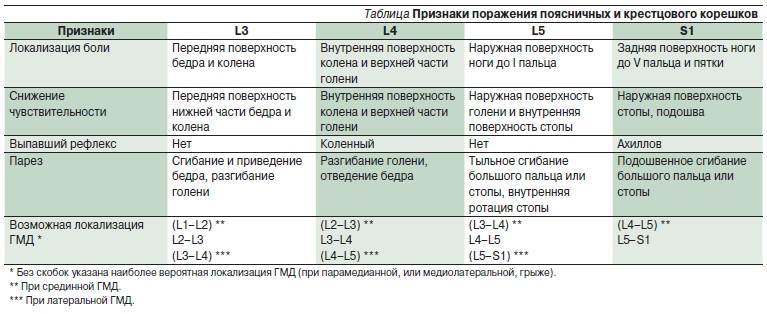 Таблица Признаки поражения поясничных и крестцового корешков
Признаки L3 L4 L5 S1
Локализация боли Передняя поверхность бедра и колена Внутренняя поверхность колена и верхней части голени Наружная поверхность ноги до I пальца Задняя поверхность ноги до V пальца и пятки
Снижение чувствительности Передняя поверхность нижней части бедра и колена Внутренняя поверхность колена и верхней части голени Наружная поверхность голени и внутренняя поверхность стопы Наружная поверхность стопы, подошва
Выпавший рефлекс Нет Коленный Нет Ахиллов
Парез Сгибание и приведение бедра, разгибание голени Разгибание голени, отведение бедра Тыльное сгибание большого пальца или стопы, внутренняя ротация стопы Подошвенное сгибание большого пальца или стопы
Возможная локализация ГМД * (L1–L2) ** L2–L3 (L3–L4) *** (L2–L3) ** L3–L4 (L4–L5) *** (L3–L4) ** L4–L5 (L5–S1) *** (L4–L5) ** L5–S1
* Без скобок указана наиболее вероятная локализация ГМД (при парамедианной, или медиолатеральной, грыже).
** При срединной ГМД.
*** При латеральной ГМД.